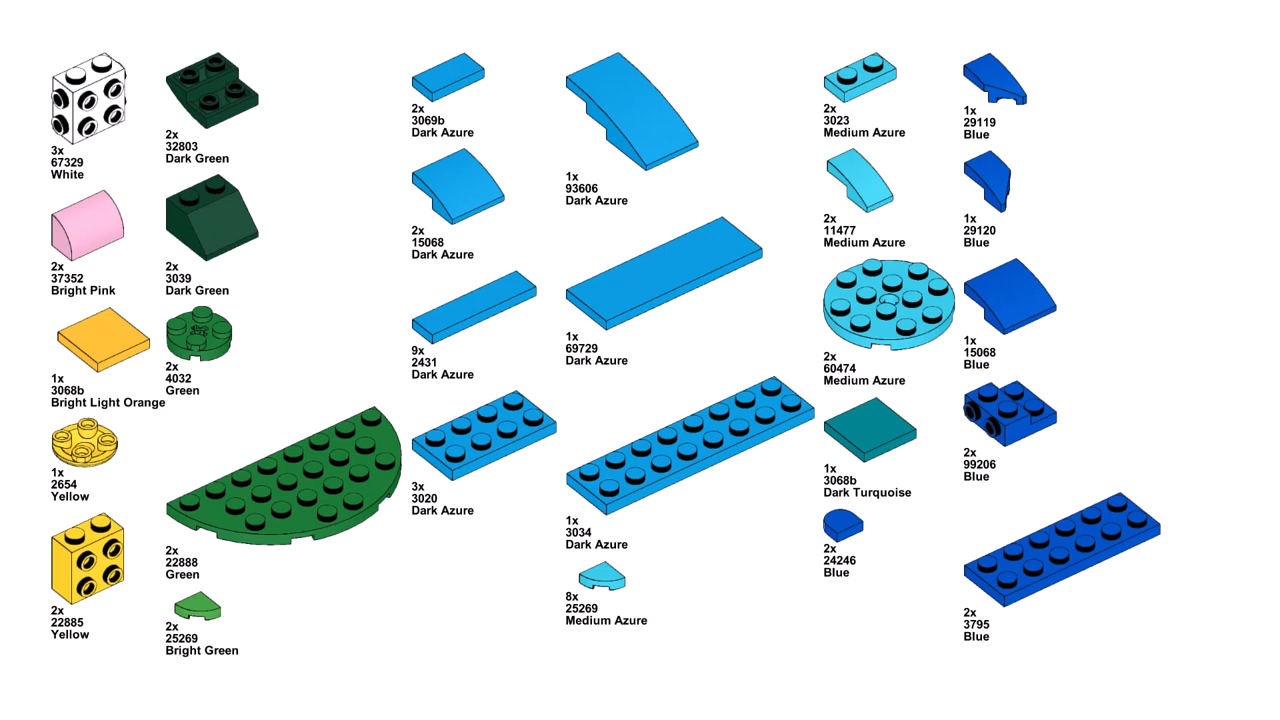 3x
67329
White
2x
37352
Bright Pink
1x
3068b
Bright Light Orange
1x
2654
Yellow
2x
22885
Yellow
2x
32803
Dark Green
2x
3039
Dark Green
2x
4032
Green
2x
22888
Green
2x
25269
Bright Green
2x
3069b
Dark Azure
2x
15068
Dark Azure
9x
2431
Dark Azure
3x
3020
Dark Azure
1x
93606
Dark Azure
1x
69729
Dark Azure
1x
3034
Dark Azure
8x
25269
Medium Azure
2x
3023
Medium Azure
2x
11477
Medium Azure
2x
60474
Medium Azure
1x
3068b
Dark Turquoise
2x
24246
Blue
1x
29119
Blue
1x
29120
Blue
1x
15068
Blue
2x
99206
Blue
2x
3795
Blue